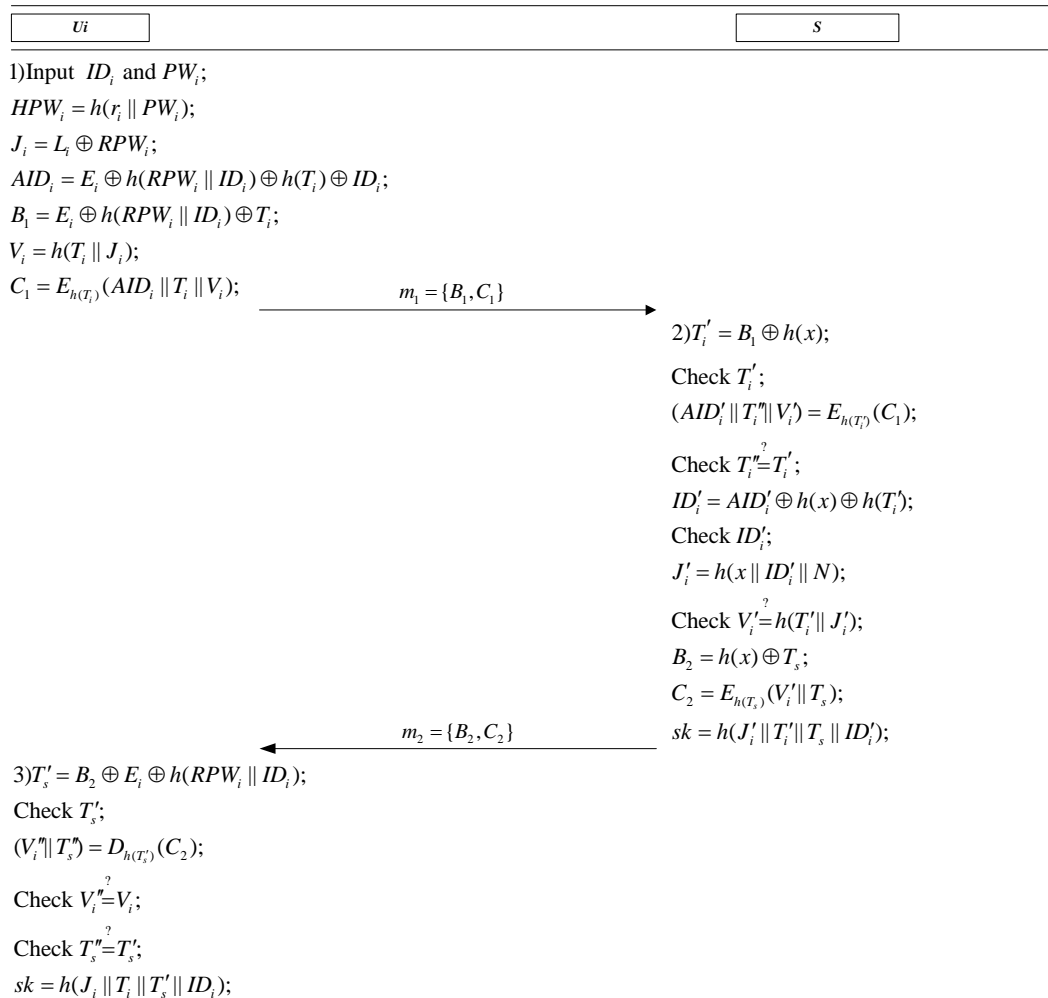 Ui
S
1)Input ID_i and PW_i;
HPW_i = h(r_i || PW_i);
J_i = L_i ⊕ RPW_i;
AID_i = E_i ⊕ h(RPW_i || ID_i) ⊕ h(T_i) ⊕ ID_i;
B_1 = E_i ⊕ h(RPW_i || ID_i) ⊕ T_i;
V_i = h(T_i || J_i);
C_1 = E_{h(T_i)}(AID_i || T_i || V_i);
m_1 = {B_1, C_1}
2)T_i' = B_1 ⊕ h(x);
Check T_i';
(AID_i' || T_i'' || V_i') = E_{h(T_i')}(C_1);
Check T_i'' ?= T_i';
ID_i' = AID_i' ⊕ h(x) ⊕ h(T_i');
Check ID_i';
J_i' = h(x || ID_i' || N);
Check V_i' ?= h(T_i' || J_i');
B_2 = h(x) ⊕ T_s;
C_2 = E_{h(T_s)}(V_i' || T_s);
sk = h(J_i' || T_i' || T_s || ID_i');
m_2 = {B_2, C_2}
3)T_s' = B_2 ⊕ E_i ⊕ h(RPW_i || ID_i);
Check T_s';
(V_i'' || T_s'') = D_{h(T_s')}(C_2);
Check V_i'' ?= V_i;
Check T_s'' ?= T_s';
sk = h(J_i || T_i || T_s' || ID_i);